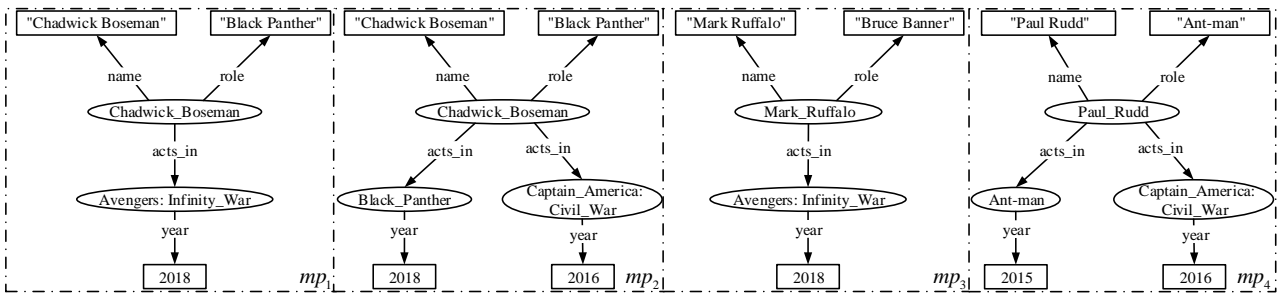 "Chadwick Boseman" "Black Panther"
name role
Chadwick_Boseman
acts_in
Avengers: Infinity_War
year
2018
mp1
"Chadwick Boseman" "Black Panther"
name role
Chadwick_Boseman
acts_in acts_in
Black_Panther
Captain_America:
Civil_War
year year
2018 2016
mp2
"Mark Ruffalo" "Bruce Banner"
name role
Mark_Ruffalo
acts_in
Avengers: Infinity_War
year
2018
mp3
"Paul Rudd" "Ant-man"
name role
Paul_Rudd
acts_in acts_in
Ant-man
Captain_America:
Civil_War
year year
2015 2016
mp4